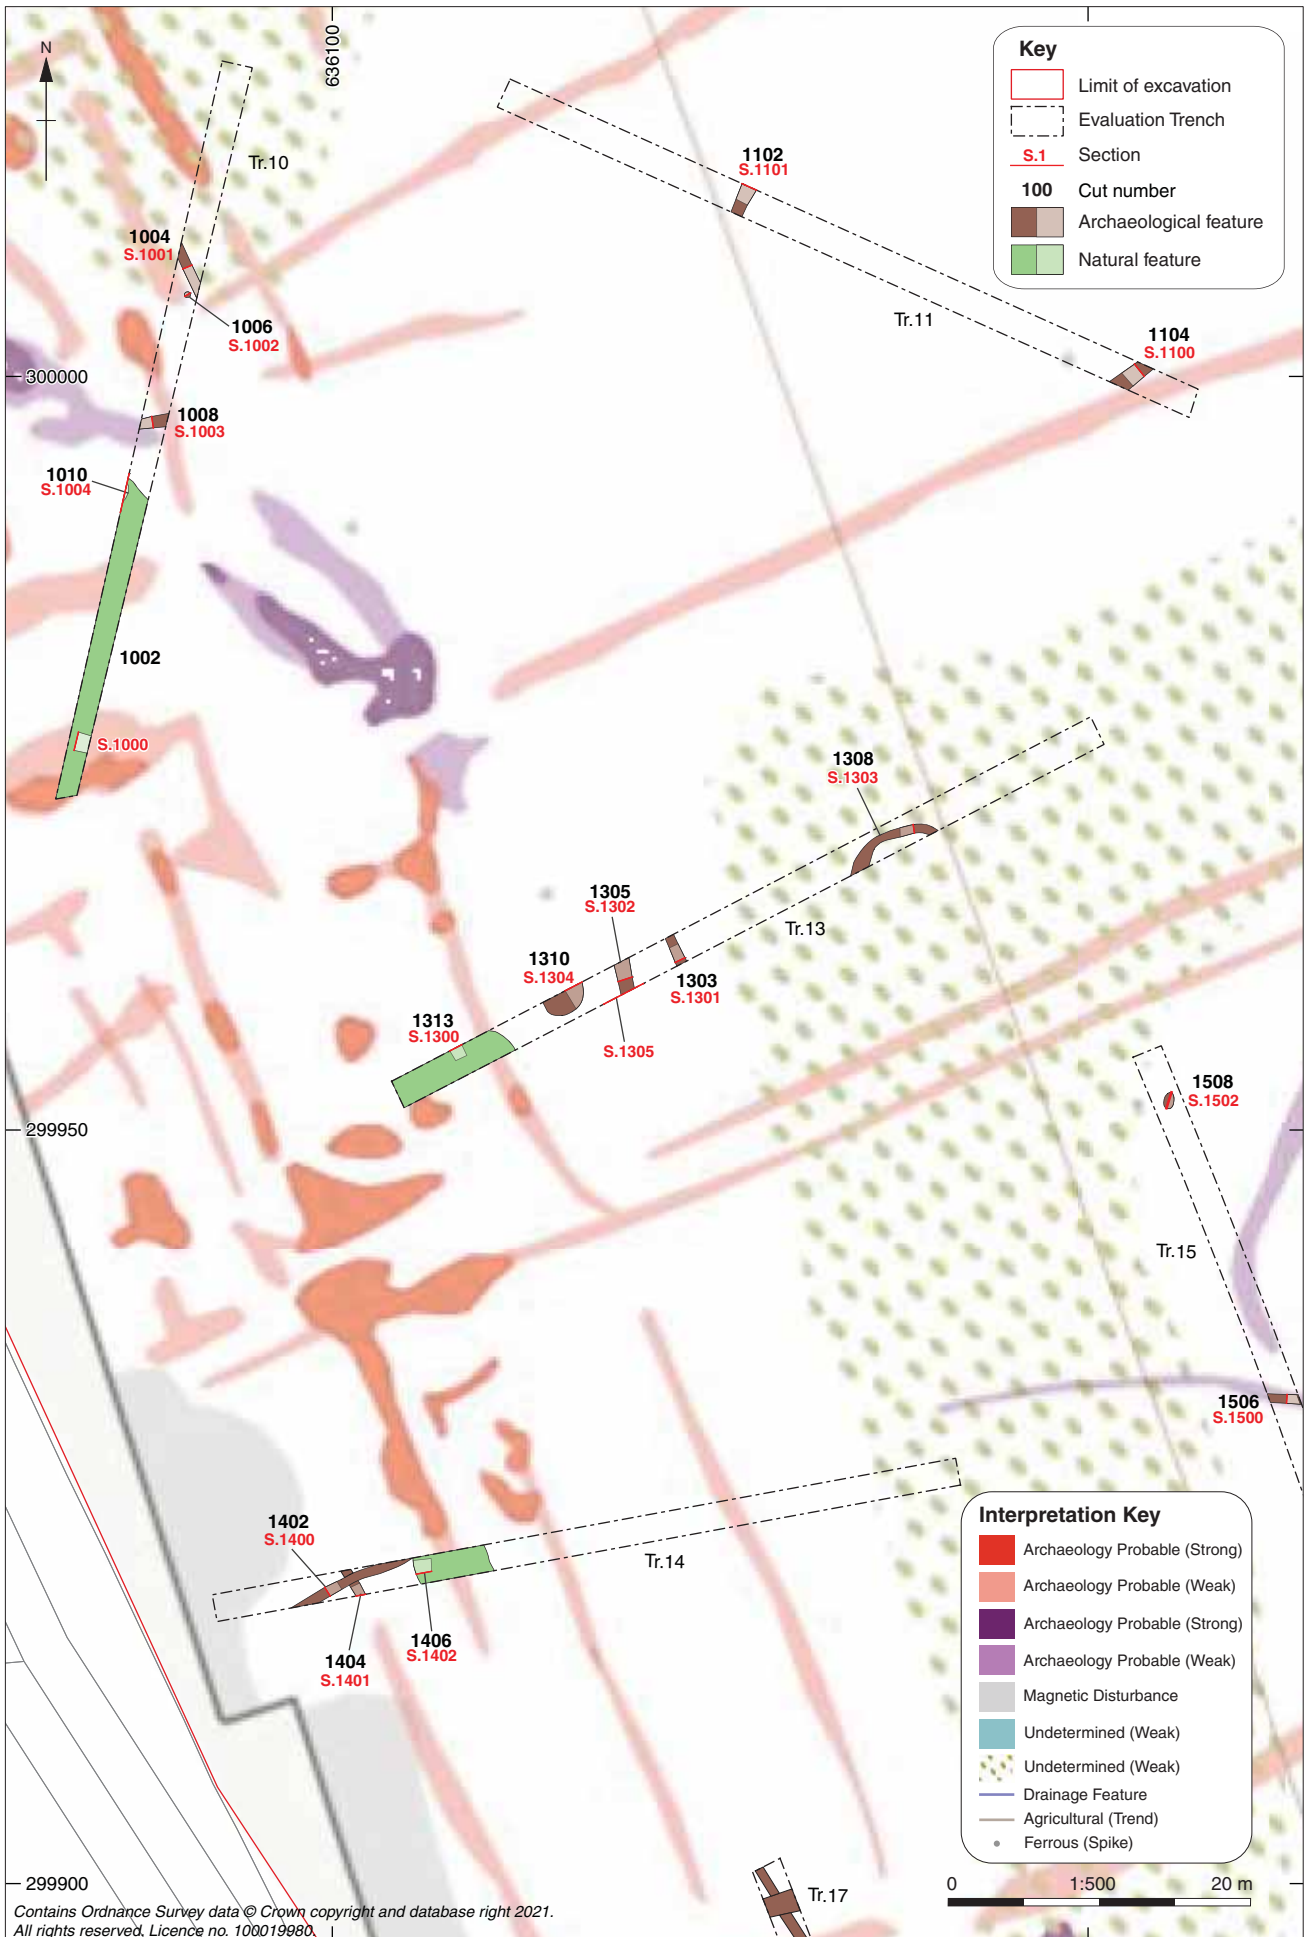 N
636100
Key
Limit of excavation
Evaluation Trench
S.1 Section
100 Cut number
Archaeological feature
Natural feature
Tr.10
1102
S.1101
1004
S.1001
1006
S.1002
Tr.11
1104
S.1100
300000
1008
S.1003
1010
S.1004
1002
S.1000
1308
S.1303
1305
S.1302
Tr.13
1310
S.1304
1303
S.1301
1313
S.1300
S.1305
1508
S.1502
299950
Tr.15
1506
S.1500
1402
S.1400
Tr.14
1404
S.1401
1406
S.1402
Interpretation Key
Archaeology Probable (Strong)
Archaeology Probable (Weak)
Archaeology Probable (Strong)
Archaeology Probable (Weak)
Magnetic Disturbance
Undetermined (Weak)
Undetermined (Weak)
Drainage Feature
Agricultural (Trend)
Ferrous (Spike)
299900
Tr.17
0 1:500 20 m
Contains Ordnance Survey data © Crown copyright and database right 2021.
All rights reserved, Licence no. 100019980.